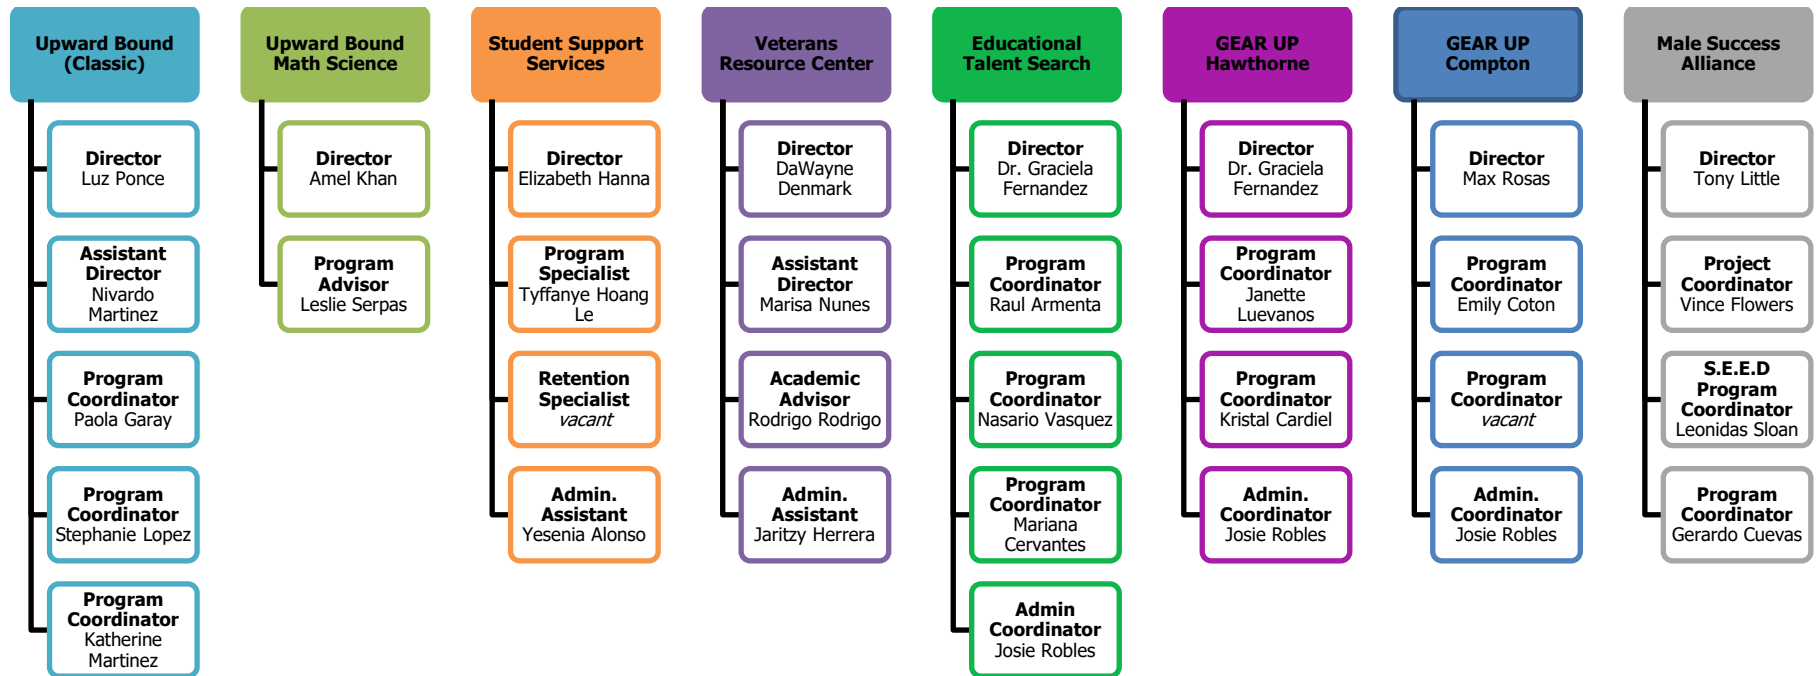 Upward Bound
(Classic)
Director
Luz Ponce
Assistant
Director
Nivardo
Martinez
Program
Coordinator
Paola Garay
Program
Coordinator
Stephanie Lopez
Program
Coordinator
Katherine
Martinez
Upward Bound
Math Science
Director
Amel Khan
Program
Advisor
Leslie Serpas
Student Support
Services
Director
Elizabeth Hanna
Program
Specialist
Tyffanye Hoang
Le
Retention
Specialist
vacant
Admin.
Assistant
Yesenia Alonso
Veterans
Resource Center
Director
DaWayne
Denmark
Assistant
Director
Marisa Nunes
Academic
Advisor
Rodrigo Rodrigo
Admin.
Assistant
Jaritzy Herrera
Educational
Talent Search
Director
Dr. Graciela
Fernandez
Program
Coordinator
Raul Armenta
Program
Coordinator
Nasario Vasquez
Program
Coordinator
Mariana
Cervantes
Admin
Coordinator
Josie Robles
GEAR UP
Hawthorne
Director
Dr. Graciela
Fernandez
Program
Coordinator
Janette
Luevanos
Program
Coordinator
Kristal Cardiel
Admin.
Coordinator
Josie Robles
GEAR UP
Compton
Director
Max Rosas
Program
Coordinator
Emily Coton
Program
Coordinator
vacant
Admin.
Coordinator
Josie Robles
Male Success
Alliance
Director
Tony Little
Project
Coordinator
Vince Flowers
S.E.E.D
Program
Coordinator
Leonidas Sloan
Program
Coordinator
Gerardo Cuevas